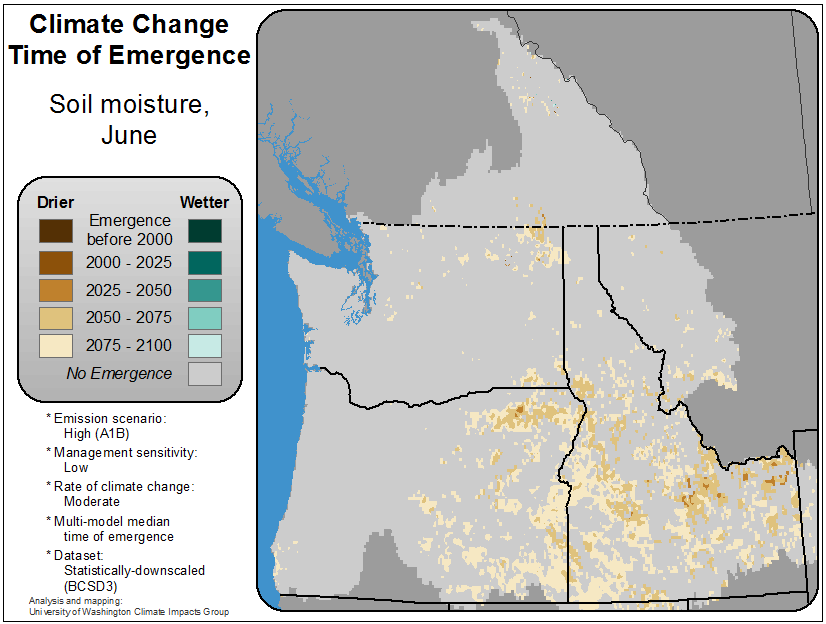 Climate Change
Time of Emergence
Soil moisture,
June
Drier Wetter
Emergence
before 2000
2000 - 2025
2025 - 2050
2050 - 2075
2075 - 2100
No Emergence
* Emission scenario:
High (A1B)
* Management sensitivity:
Low
* Rate of climate change:
Moderate
* Multi-model median
time of emergence
* Dataset:
Statistically-downscaled
(BCSD3)
Analysis and mapping:
University of Washington Climate Impacts Group